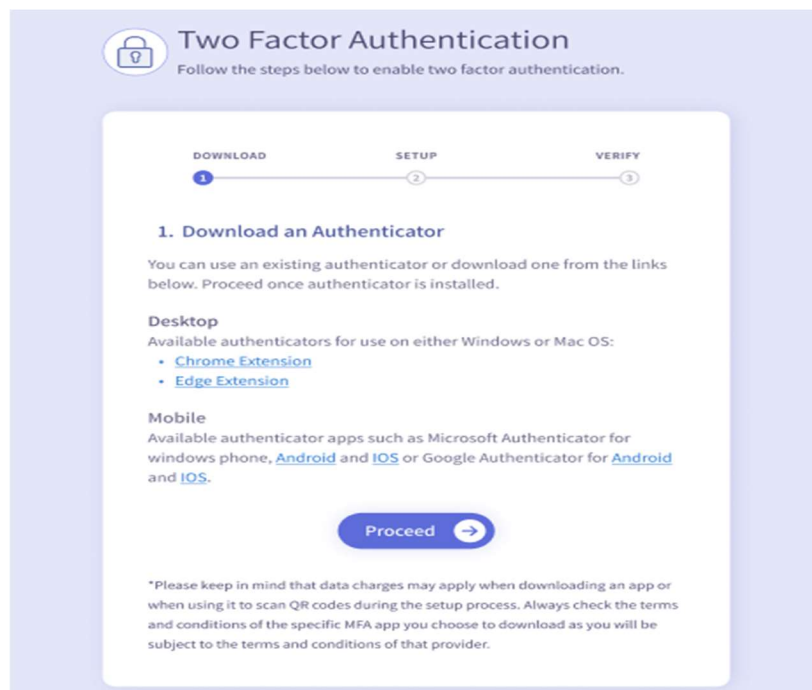 Two Factor Authentication
Follow the steps below to enable two factor authentication.
DOWNLOAD SETUP VERIFY
1 2 3
1. Download an Authenticator
You can use an existing authenticator or download one from the links
below. Proceed once authenticator is installed.
Desktop
Available authenticators for use on either Windows or Mac OS:
• Chrome Extension
• Edge Extension
Mobile
Available authenticator apps such as Microsoft Authenticator for
windows phone, Android and IOS or Google Authenticator for Android
and IOS.
Proceed
*Please keep in mind that data charges may apply when downloading an app or
when using it to scan QR codes during the setup process. Always check the terms
and conditions of the specific MFA app you choose to download as you will be
subject to the terms and conditions of that provider.